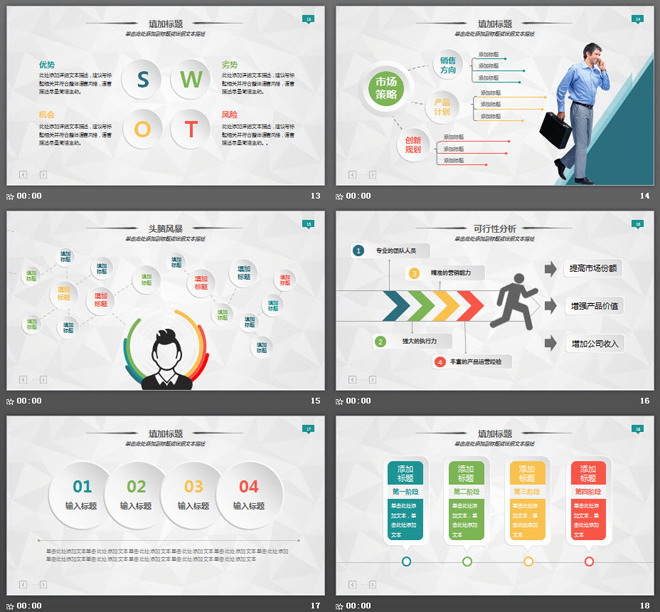 填加标题
单击此处添加副标题或详细文本描述
13
优势
此处添加详细文本描述，建议与标
题相关并符合整体语言风格，语言
描述尽量简洁生动。
劣势
此处添加详细文本描述，建议与标
题相关并符合整体语言风格，语言
描述尽量简洁生动。
S
W
机会
此处添加详细文本描述，建议与标
题相关并符合整体语言风格，语言
描述尽量简洁生动。
风险
此处添加详细文本描述，建议与标
题相关并符合整体语言风格，语言
描述尽量简洁生动。
O
T
00:00
13
填加标题
单击此处添加副标题或详细文本描述
14
市场
策略
销售
方向
添加标题
添加标题
添加标题
产品
计划
添加标题
添加标题
添加标题
创新
规划
添加标题
添加标题
添加标题
00:00
14
头脑风暴
单击此处添加副标题或详细文本描述
15
填加
标题
填加
标题
填加
标题
填加
标题
填加
标题
填加
标题
填加
标题
填加
标题
填加
标题
填加
标题
填加
标题
填加
标题
填加
标题
填加
标题
填加
标题
填加
标题
00:00
15
可行性分析
单击此处添加副标题或详细文本描述
16
1
专业的团队人员
3
精准的营销能力
2
强大的执行力
4
丰富的产品运营经验
提高市场份额
增强产品价值
增加公司收入
00:00
16
填加标题
单击此处添加副标题或详细文本描述
17
01
输入标题
02
输入标题
03
输入标题
04
输入标题
单击此处添加文本单击此处添加文本单击此处添加文本单击此处添加文本单击此处添加文本单击此处添加
文本单击此处添加文本单击此处添加文本单击此处添加文本单击此处添加文本
00:00
17
填加标题
单击此处添加副标题或详细文本描述
18
添加
标题
第一阶段
单击此处添
加文本，单
击此处添加
文本
添加
标题
第二阶段
单击此处添
加文本，单
击此处添加
文本
添加
标题
第三阶段
单击此处添
加文本，单
击此处添加
文本
添加
标题
第四阶段
单击此处添
加文本，单
击此处添加
文本
00:00
18